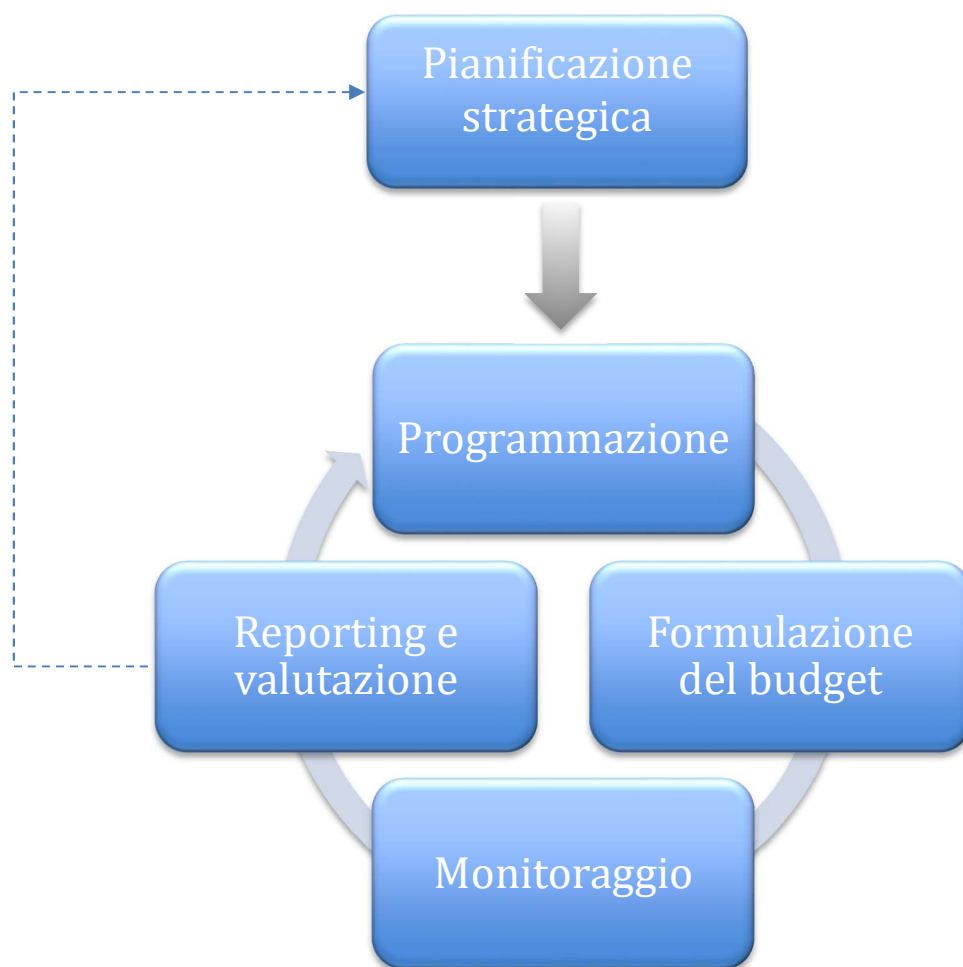 Pianificazione
strategica
Programmazione
Reporting e
valutazione
Formulazione
del budget
Monitoraggio